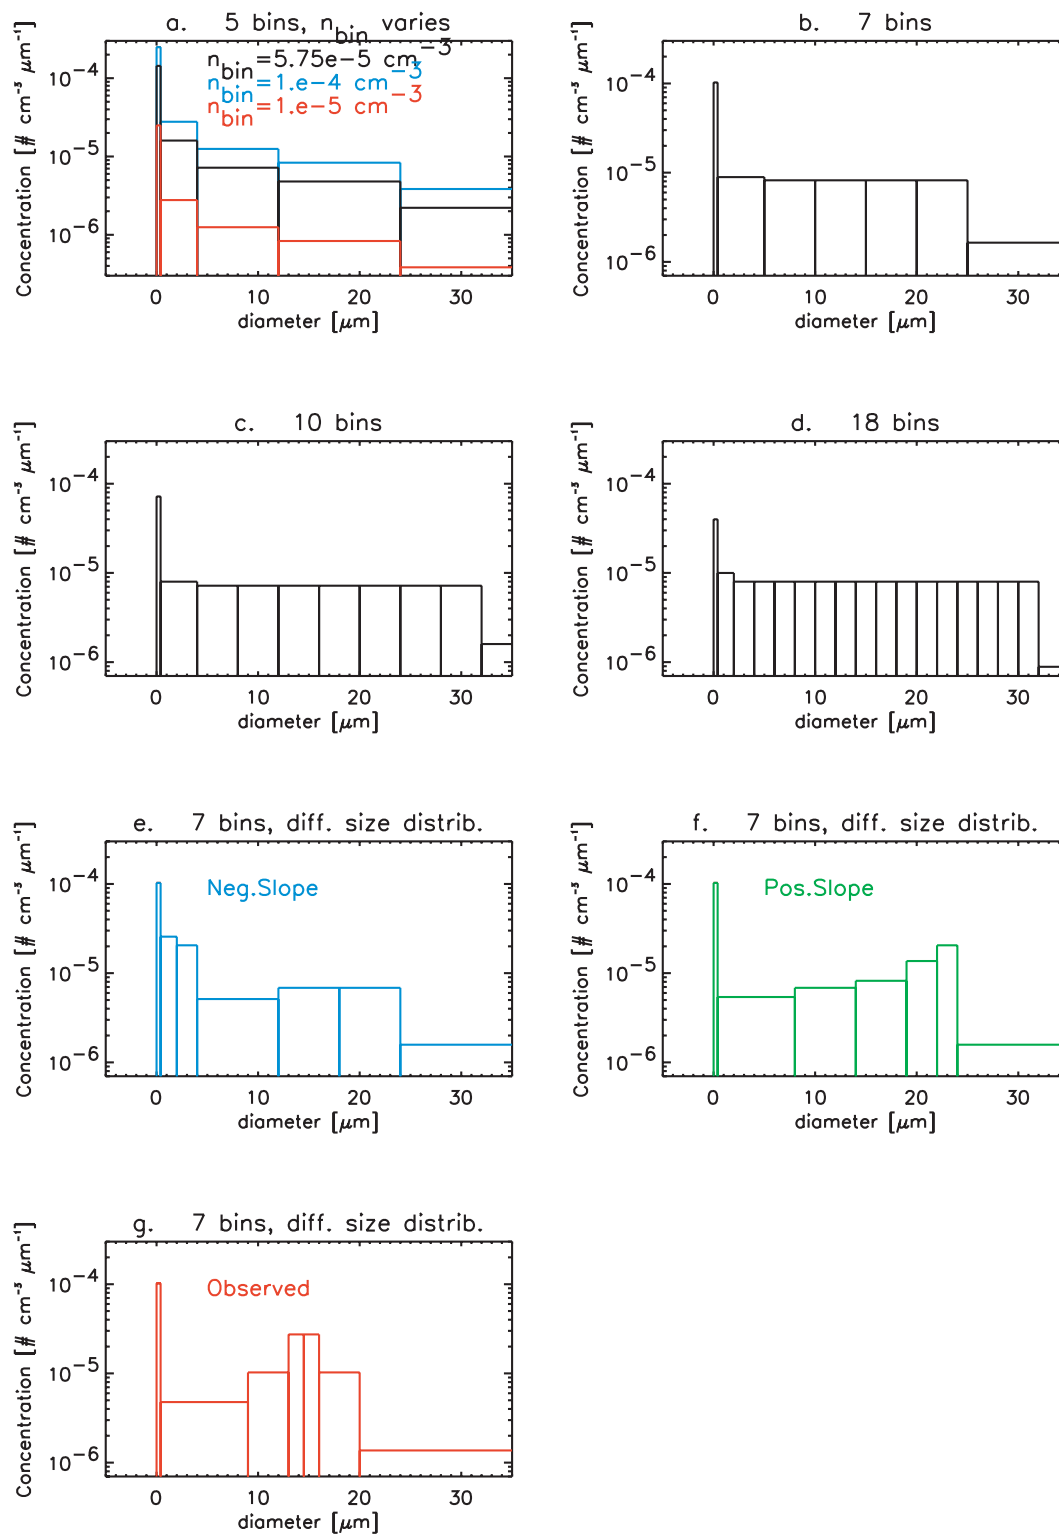 a. 5 bins, n_bin varies
n_bin=5.75e-5 cm^-3
n_bin=1.e-4 cm^-3
n_bin=1.e-5 cm^-3
Concentration [# cm^-3 μm^-1]
10^-4
10^-5
10^-6
0 10 20 30
diameter [μm]
b. 7 bins
Concentration [# cm^-3 μm^-1]
10^-4
10^-5
10^-6
0 10 20 30
diameter [μm]
c. 10 bins
Concentration [# cm^-3 μm^-1]
10^-4
10^-5
10^-6
0 10 20 30
diameter [μm]
d. 18 bins
Concentration [# cm^-3 μm^-1]
10^-4
10^-5
10^-6
0 10 20 30
diameter [μm]
e. 7 bins, diff. size distrib.
Neg.Slope
Concentration [# cm^-3 μm^-1]
10^-4
10^-5
10^-6
0 10 20 30
diameter [μm]
f. 7 bins, diff. size distrib.
Pos.Slope
Concentration [# cm^-3 μm^-1]
10^-4
10^-5
10^-6
0 10 20 30
diameter [μm]
g. 7 bins, diff. size distrib.
Observed
Concentration [# cm^-3 μm^-1]
10^-4
10^-5
10^-6
0 10 20 30
diameter [μm]